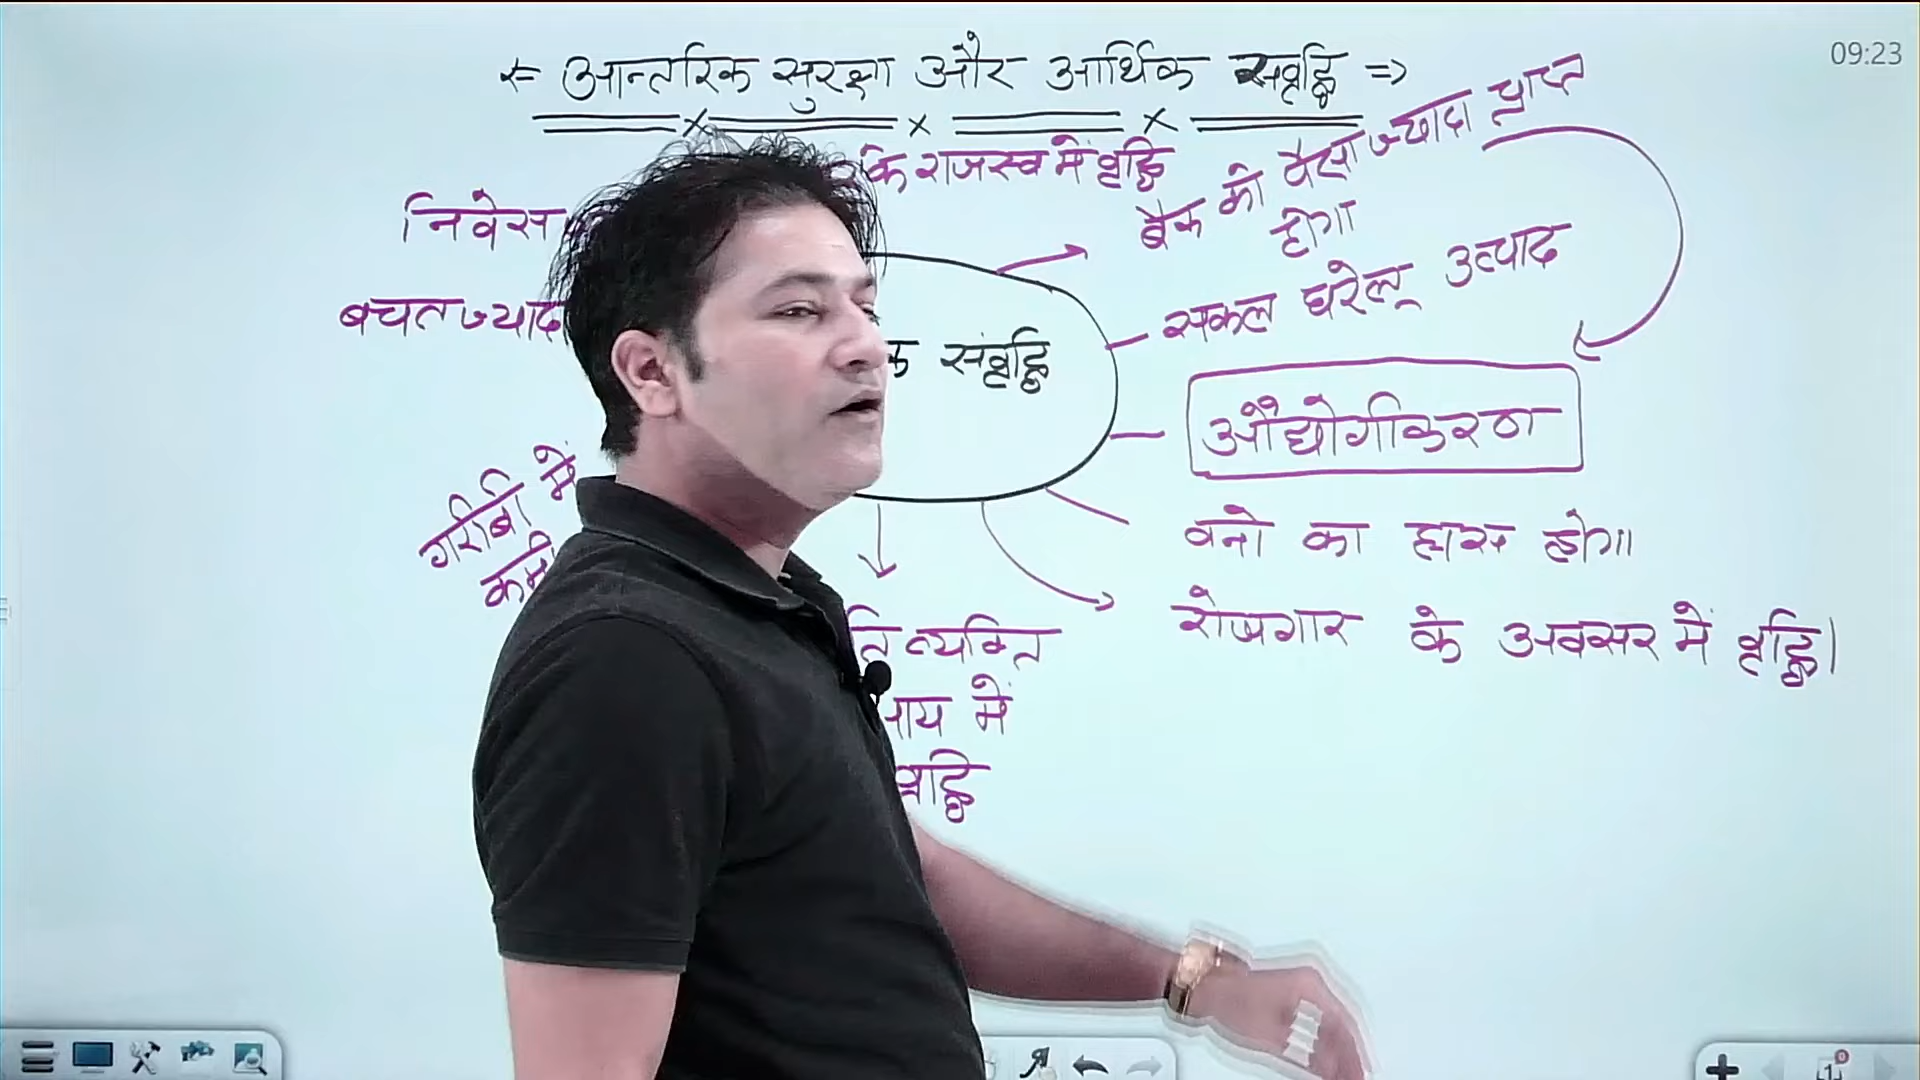 ← आन्तरिक सुरक्षा और आर्थिक संवृद्धि ⇒
09:23
के राजस्व में वृद्धि
बैंक को पैसा ज्यादा प्राप्त
होगा
निवेस
बचत ज्याद
सकल घरेलू उत्पाद
क संवृद्धि
औद्योगीकरण
गरीबी में
कमी
वनो का हास होगा
रोजगार के अवसर में वृद्धि।
ति व्यक्ति
आय में
वृद्धि